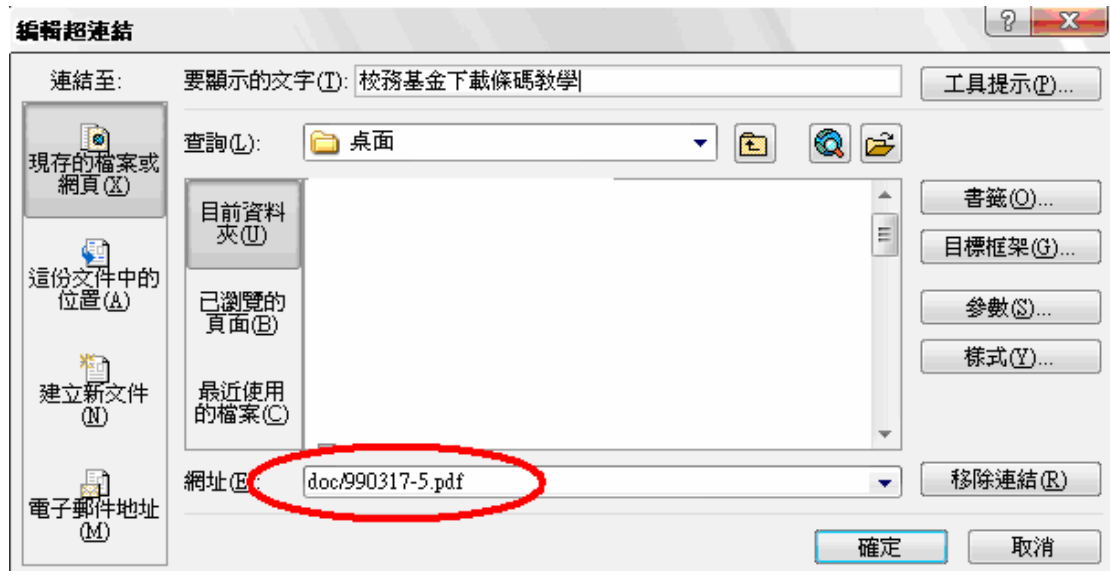 編輯超連結
連結至:
要顯示的文字(T): 校務基金下載條碼教學
工具提示(P)...
現存的檔案或
網頁(X)
查詢(L):
桌面
目前資料
夾(U)
書籤(O)...
目標框架(G)...
這份文件中的
位置(A)
已瀏覽的
頁面(B)
參數(S)...
樣式(Y)...
建立新文件
(N)
最近使用
的檔案(C)
網址(E):
doc/990317-5.pdf
移除連結(R)
電子郵件地址
(M)
確定
取消